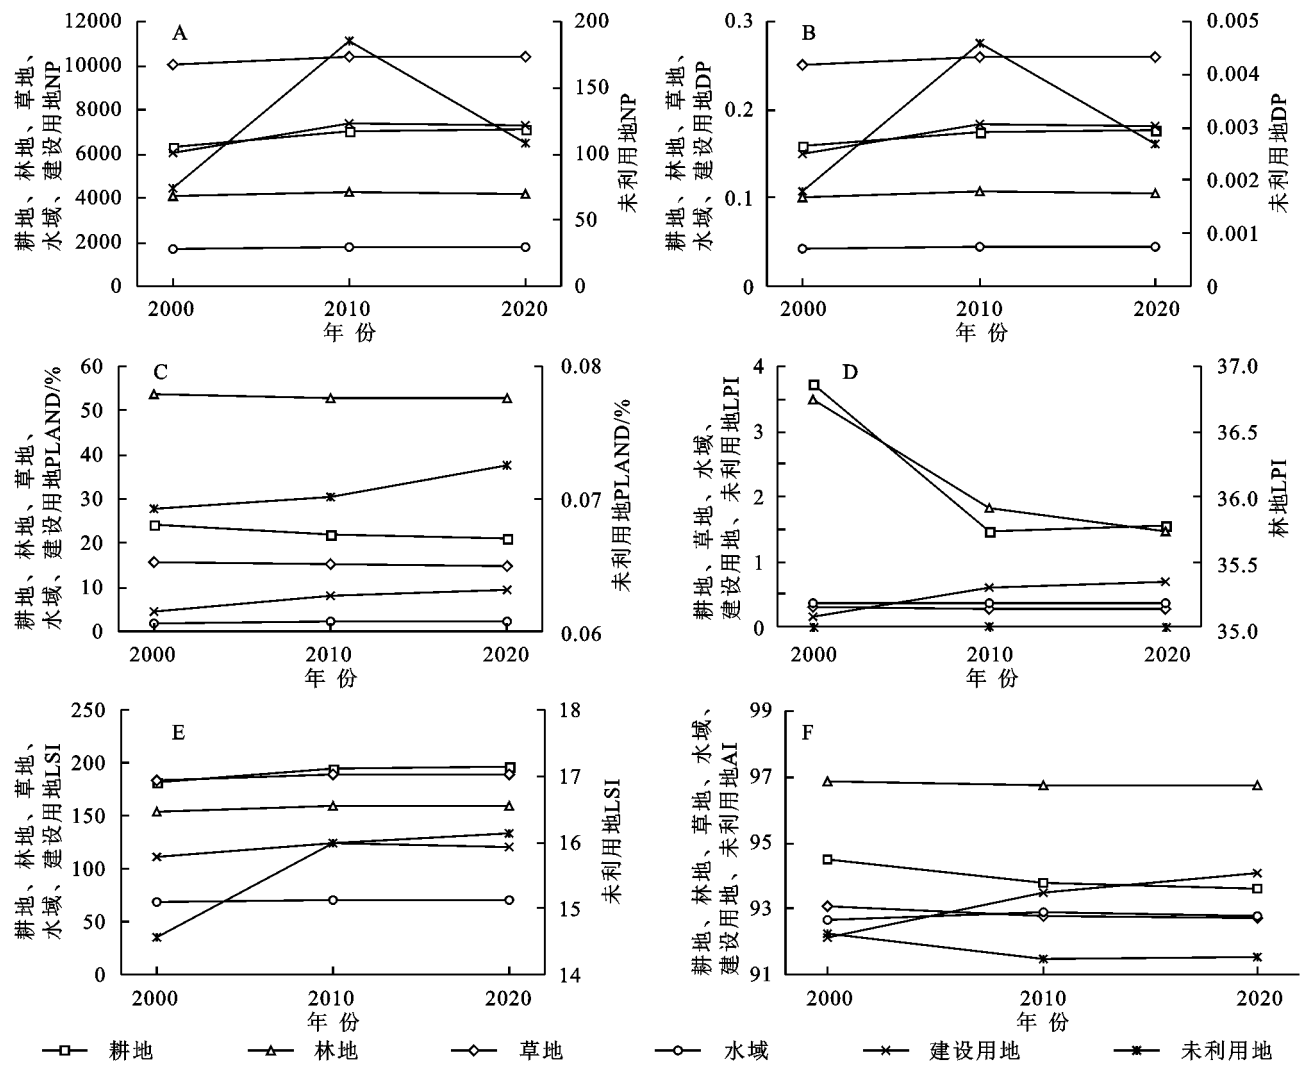 A
12000
10000
8000
6000
4000
2000
0
200
150
100
50
0
2000 2010 2020
年 份
耕地、林地、草地、
水域、建设用地NP
未利用地NP
B
0.3
0.2
0.1
0
0.005
0.004
0.003
0.002
0.001
0
2000 2010 2020
年 份
耕地、林地、草地、
水域、建设用地DP
未利用地DP
C
60
50
40
30
20
10
0
0.08
0.07
0.06
2000 2010 2020
年 份
耕地、林地、草地、
水域、建设用地PLAND/%
未利用地PLAND/%
D
4
3
2
1
0
37.0
36.5
36.0
35.5
35.0
2000 2010 2020
年 份
耕地、草地、水域、
建设用地、未利用地LPI
林地LPI
E
250
200
150
100
50
0
18
17
16
15
14
2000 2010 2020
年 份
耕地、林地、草地、
水域、建设用地LSI
未利用地LSI
F
99
97
95
93
91
2000 2010 2020
年 份
耕地、林地、草地、水域、
建设用地、未利用地AI
耕地 林地 草地 水域 建设用地 未利用地